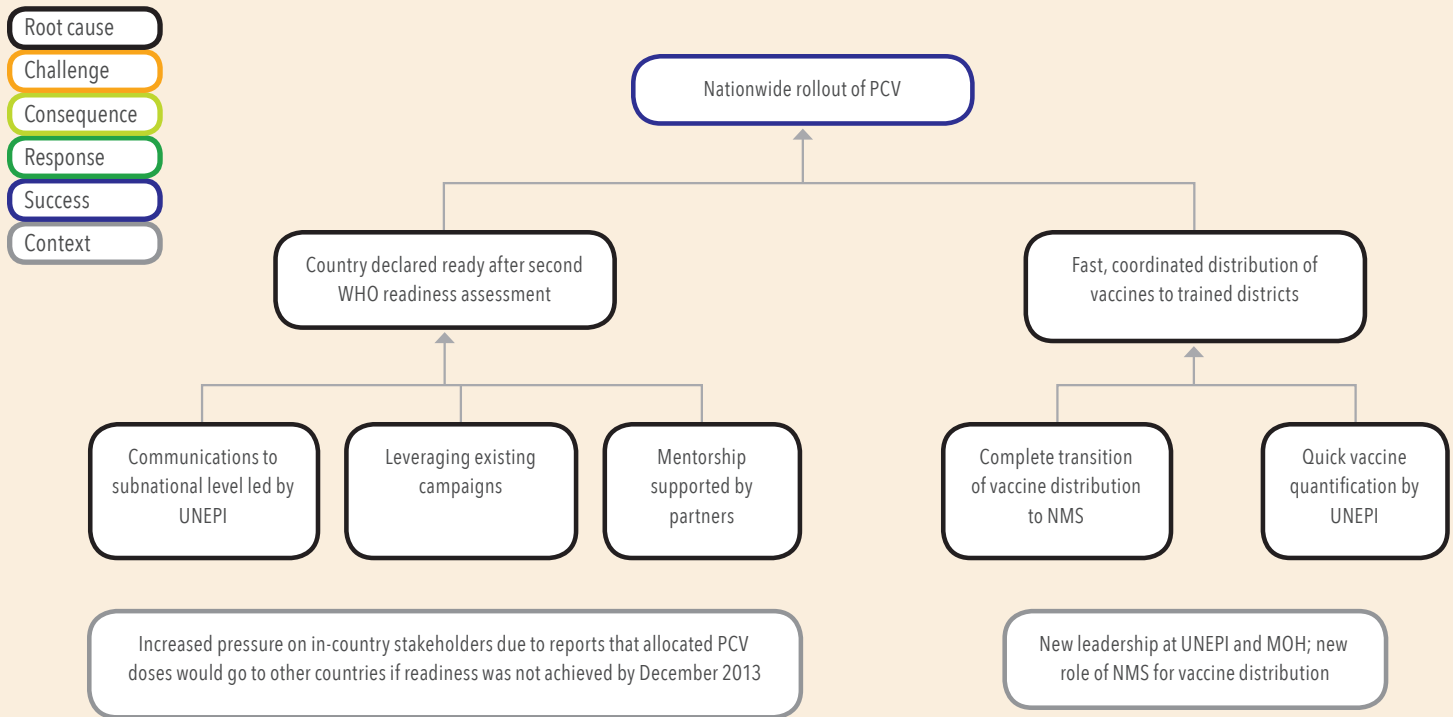 Root cause
Challenge
Consequence
Response
Success
Context
Nationwide rollout of PCV
Country declared ready after second
WHO readiness assessment
Fast, coordinated distribution of
vaccines to trained districts
Communications to
subnational level led by
UNEPI
Leveraging existing
campaigns
Mentorship
supported by
partners
Complete transition
of vaccine distribution
to NMS
Quick vaccine
quantification by
UNEPI
Increased pressure on in-country stakeholders due to reports that allocated PCV
doses would go to other countries if readiness was not achieved by December 2013
New leadership at UNEPI and MOH; new
role of NMS for vaccine distribution